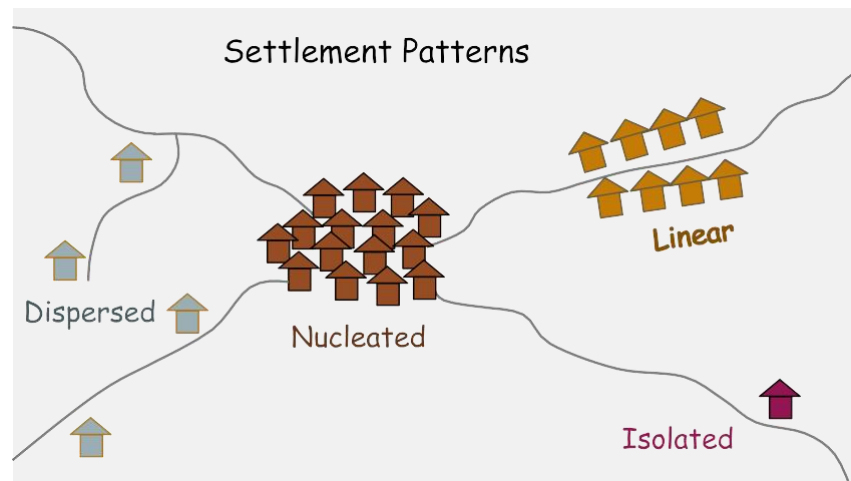 Settlement Patterns
Linear
Dispersed
Nucleated
Isolated